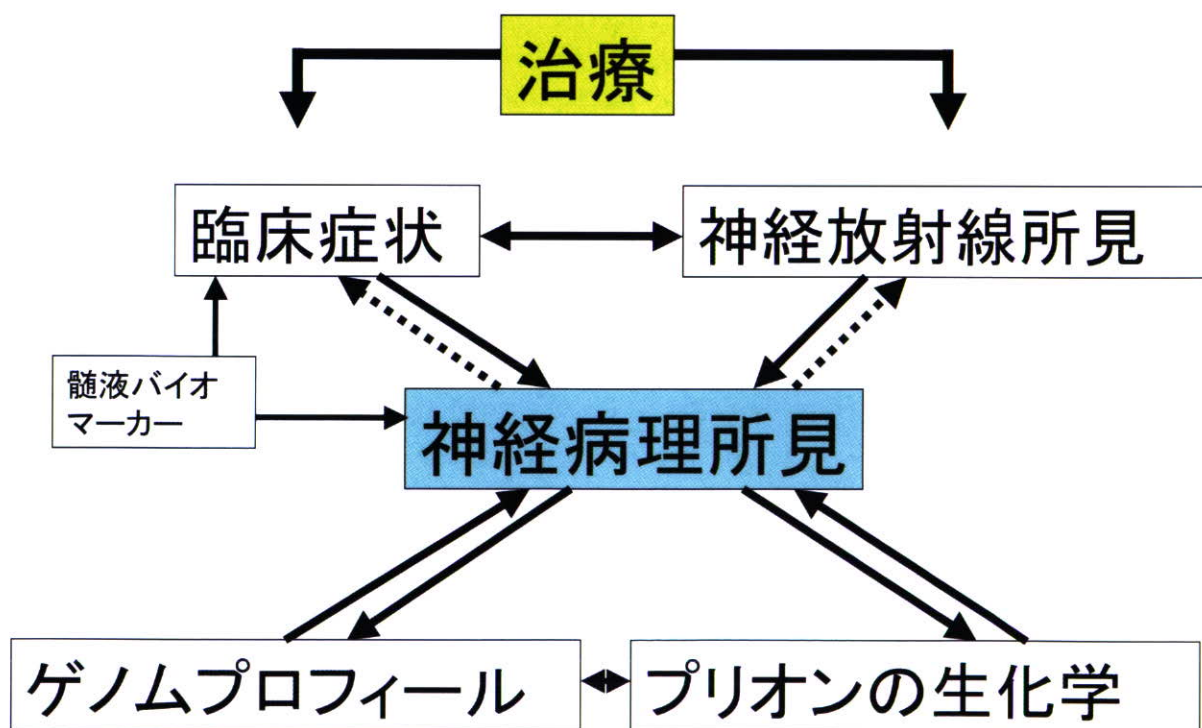 治療
臨床症状
神経放射線所見
髄液バイオ
マーカー
神経病理所見
ゲノムプロフィール
プリオンの生化学